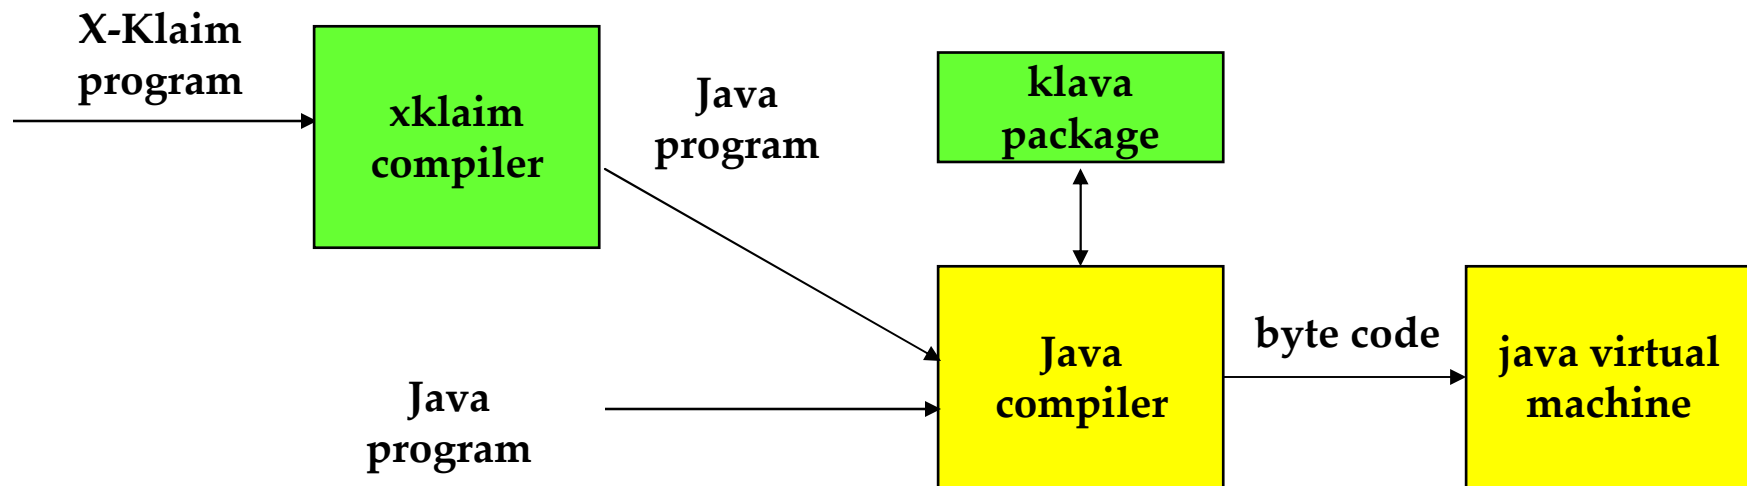 X-Klaim
program
xklaim
compiler
Java
program
klava
package
Java
program
Java
compiler
byte code
java virtual
machine